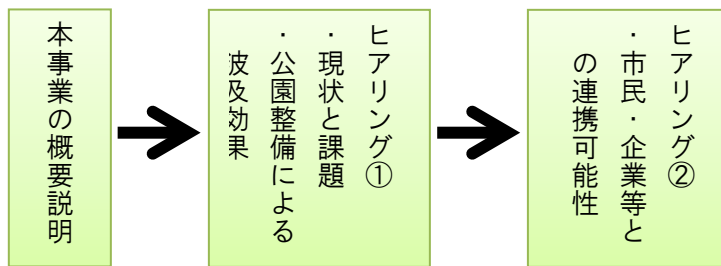 本事業の概要説明
ヒアリング①
・現状と課題
・公園整備による
波及効果
ヒアリング②
・市民・企業等と
の連携可能性